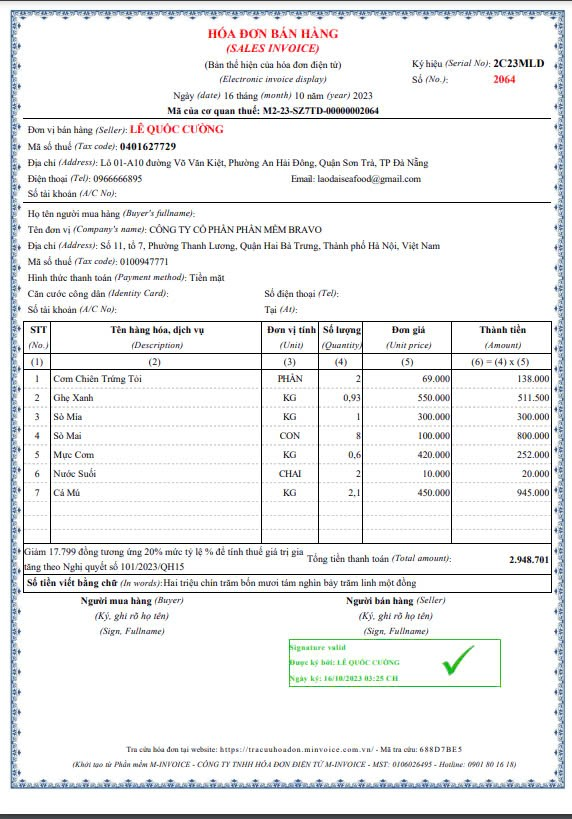 HÓA ĐƠN BÁN HÀNG
(SALES INVOICE)
(Bản thể hiện của hóa đơn điện tử)
(Electronic invoice display)
Ký hiệu (Serial No): 2C23MLD
Số (No.): 2064
Ngày (date) 16 tháng (month) 10 năm (year) 2023
Mã của cơ quan thuế: M2-23-SZ7TD-00000002064
Đơn vị bán hàng (Seller): LÊ QUỐC CƯỜNG
Mã số thuế (Tax code): 0401627729
Địa chỉ (Address): Lô 01-A10 đường Võ Văn Kiệt, Phường An Hải Đông, Quận Sơn Trà, TP Đà Nẵng
Điện thoại (Tel): 0966666895 Email: laodaiseafood@gmail.com
Số tài khoản (A/C No):
Họ tên người mua hàng (Buyer's fullname):
Tên đơn vị (Company's name): CÔNG TY CỔ PHẦN PHẦN MỀM BRAVO
Địa chỉ (Address): Số 11, tổ 7, Phường Thanh Lương, Quận Hai Bà Trưng, Thành phố Hà Nội, Việt Nam
Mã số thuế (Tax code): 0100947771
Hình thức thanh toán (Payment method): Tiền mặt
Căn cước công dân (Identity Card): Số điện thoại (Tel):
Số tài khoản (A/C No): Tại (At):
STT Tên hàng hóa, dịch vụ Đơn vị tính Số lượng Đơn giá Thành tiền
(No.) (Description) (Unit) (Quantity) (Unit price) (Amount)
(1) (2) (3) (4) (5) (6) = (4) x (5)
1 Cơm Chiên Trứng Tỏi PHẦN 2 69.000 138.000
2 Ghẹ Xanh KG 0,93 550.000 511.500
3 Sò Mía KG 1 300.000 300.000
4 Sò Mai CON 8 100.000 800.000
5 Mực Cơm KG 0,6 420.000 252.000
6 Nước Suối CHAI 2 10.000 20.000
7 Cá Mú KG 2,1 450.000 945.000
Giảm 17.799 đồng tương ứng 20% mức tỷ lệ % để tính thuế giá trị gia
tăng theo Nghị quyết số 101/2023/QH15
Tổng tiền thanh toán (Total amount): 2.948.701
Số tiền viết bằng chữ (In words):Hai triệu chín trăm bốn mươi tám nghìn bảy trăm linh một đồng
Người mua hàng (Buyer) Người bán hàng (Seller)
(Ký, ghi rõ họ tên) (Ký, ghi rõ họ tên)
(Sign, Fullname) (Sign, Fullname)
Signature valid
Được ký bởi: LÊ QUỐC CƯỜNG
Ngày ký: 16/10/2023 03:25 CH
Tra cứu hóa đơn tại website: https://tracuuhoadon.minvoice.com.vn/ - Mã tra cứu: 688D7BE5
(Khởi tạo từ Phần mềm M-INVOICE - CÔNG TY TNHH HÓA ĐƠN ĐIỆN TỬ M-INVOICE - MST: 0106026495 - Hotline: 0901 80 16 18)